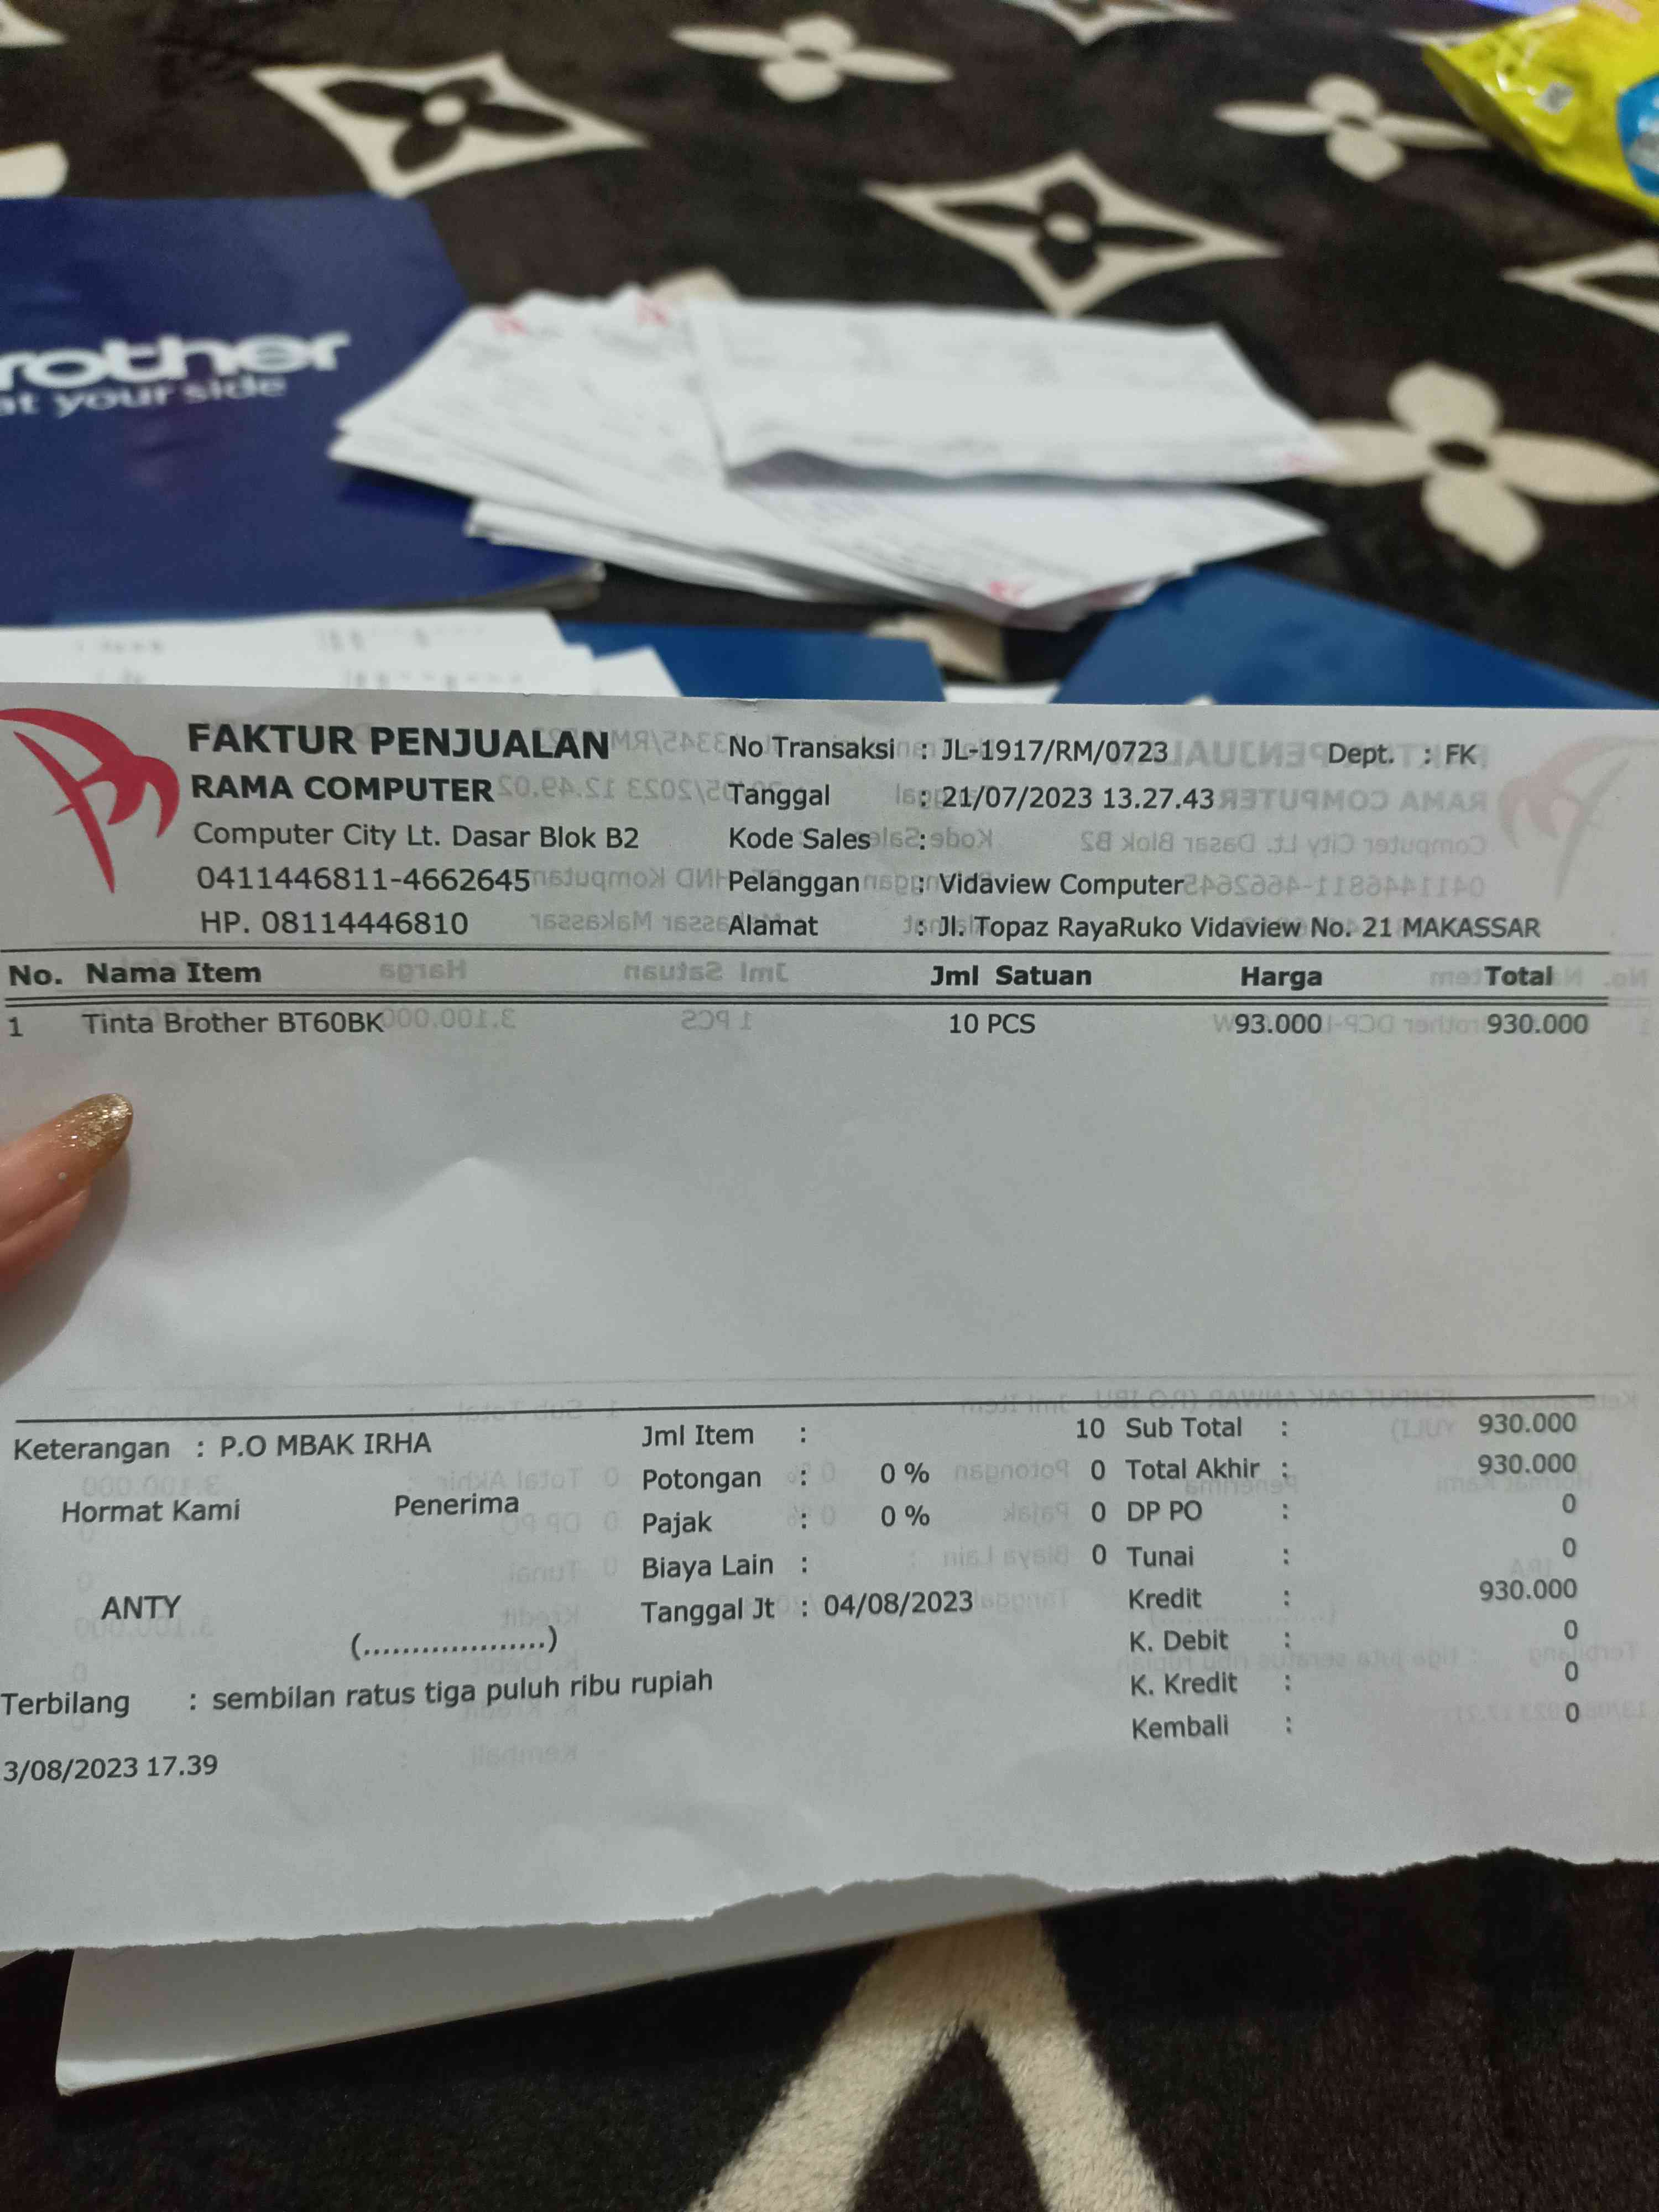 rother
at your side
FAKTUR PENJUALAN
RAMA COMPUTER
Computer City Lt. Dasar Blok B2
0411446811-4662645
HP. 08114446810
No Transaksi : JL-1917/RM/0723 Dept. : FK
Tanggal : 21/07/2023 13.27.43
Kode Sales :
Pelanggan : Vidaview Computer
Alamat : Jl. Topaz RayaRuko Vidaview No. 21 MAKASSAR
No. Nama Item Jml Satuan Harga Total
1 Tinta Brother BT60BK 10 PCS 93.000 930.000
Keterangan : P.O MBAK IRHA
Hormat Kami Penerima
ANTY
(...................)
Jml Item : 10
Potongan : 0 % 0
Pajak : 0 % 0
Biaya Lain : 0
Tanggal Jt : 04/08/2023
Sub Total : 930.000
Total Akhir : 930.000
DP PO : 0
Tunai : 0
Kredit : 930.000
K. Debit : 0
K. Kredit : 0
Kembali : 0
Terbilang : sembilan ratus tiga puluh ribu rupiah
3/08/2023 17.39